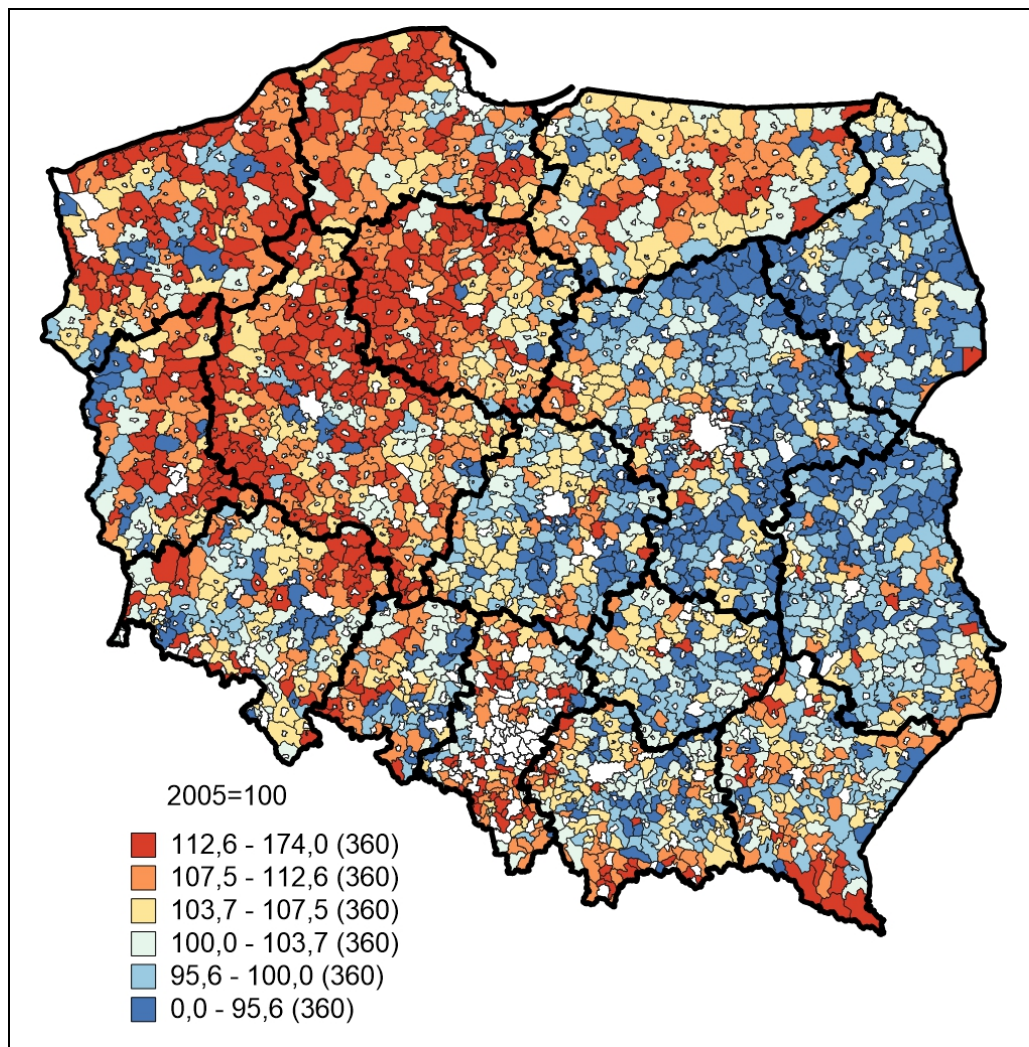 2005=100
112,6 - 174,0 (360)
107,5 - 112,6 (360)
103,7 - 107,5 (360)
100,0 - 103,7 (360)
95,6 - 100,0 (360)
0,0 - 95,6 (360)